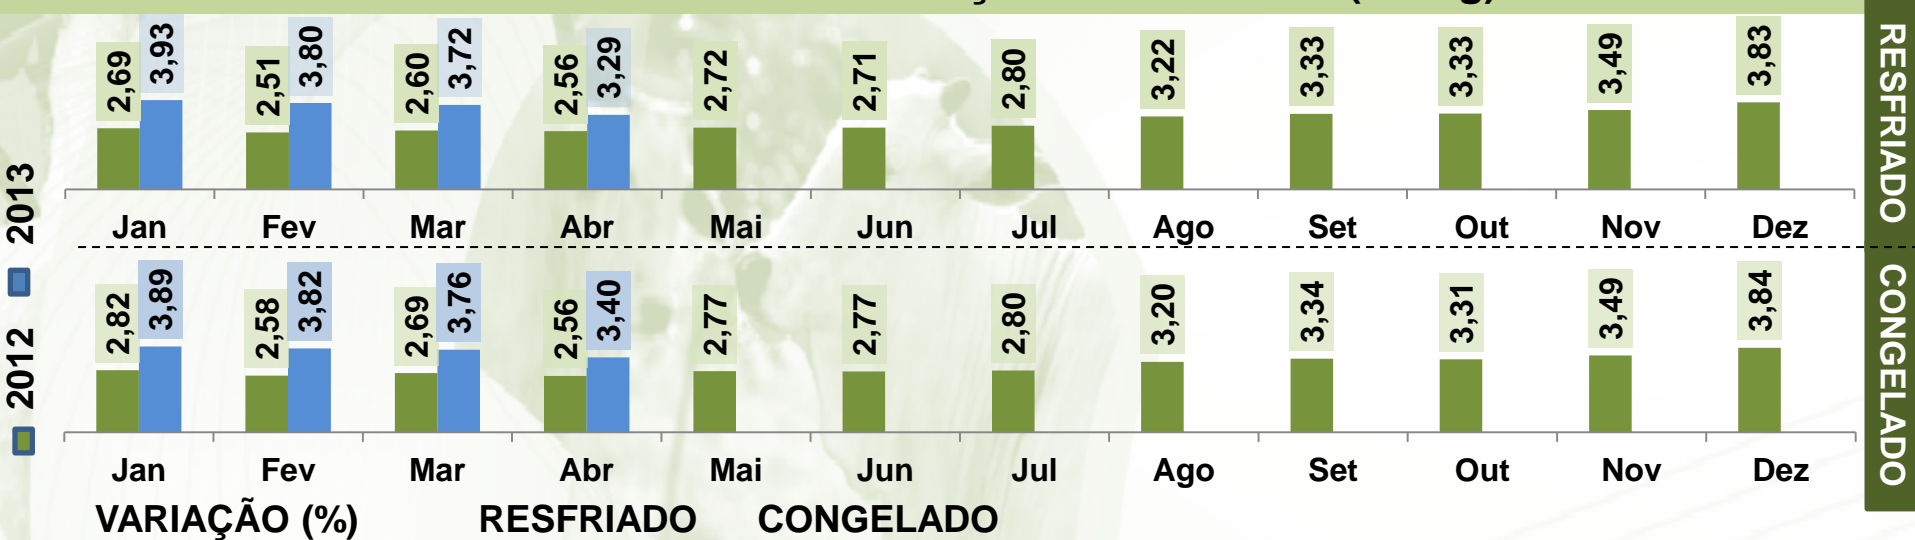 2,69 3,93 2,51 3,80 2,60 3,72 2,56 3,29 2,72 2,71 2,80 3,22 3,33 3,33 3,49 3,83
Jan Fev Mar Abr Mai Jun Jul Ago Set Out Nov Dez
RESFRIADO
2,82 3,89 2,58 3,82 2,69 3,76 2,56 3,40 2,77 2,77 2,80 3,20 3,34 3,31 3,49 3,84
Jan Fev Mar Abr Mai Jun Jul Ago Set Out Nov Dez
CONGELADO
2012 2013
VARIAÇÃO (%) RESFRIADO CONGELADO